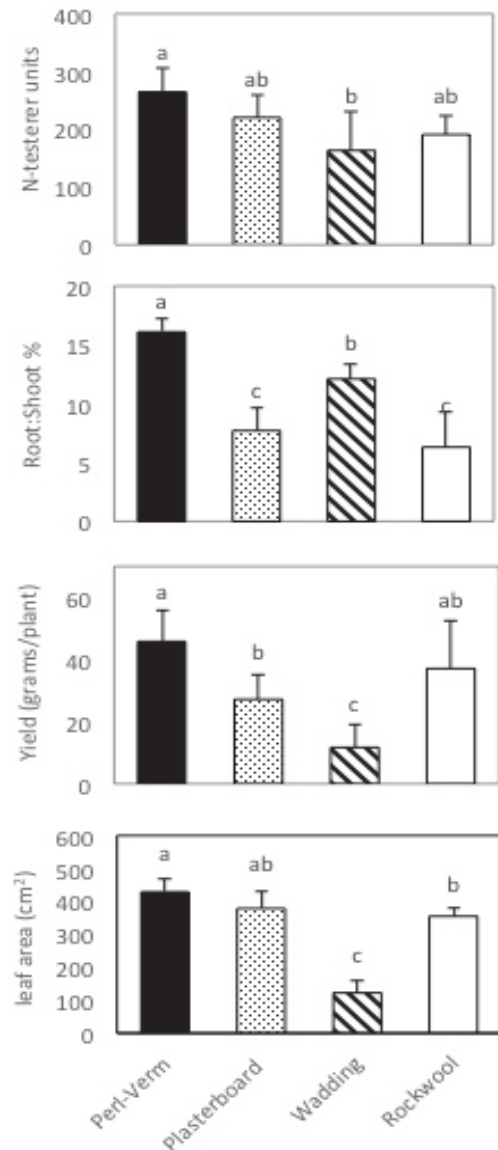 400
300
200
100
0
N-testerer units
a
ab
b
ab
20
15
10
5
0
Root:Shoot %
a
c
b
c
60
40
20
0
Yield (grams/plant)
a
b
c
ab
600
500
400
300
200
100
0
leaf area (cm²)
a
ab
c
b
Perl-Verm
Plasterboard
Wadding
Rockwool